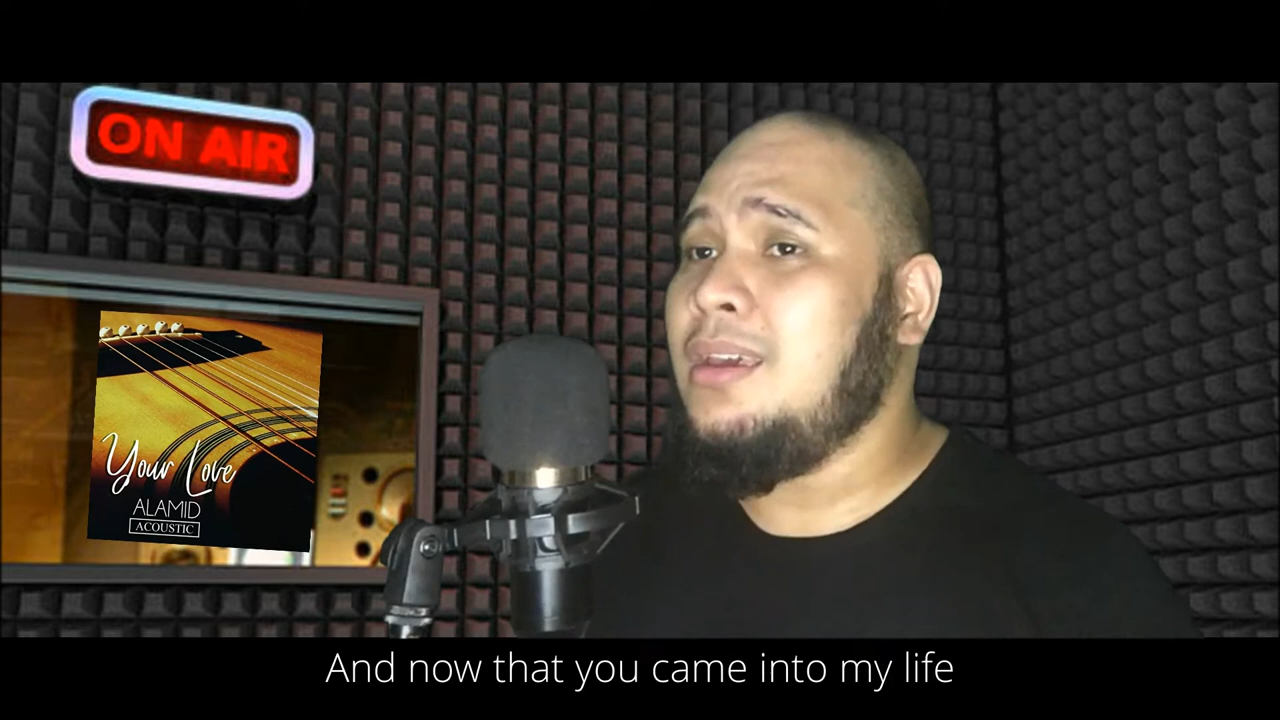 ON AIR
Your Love
ALAMID
ACOUSTIC
And now that you came into my life